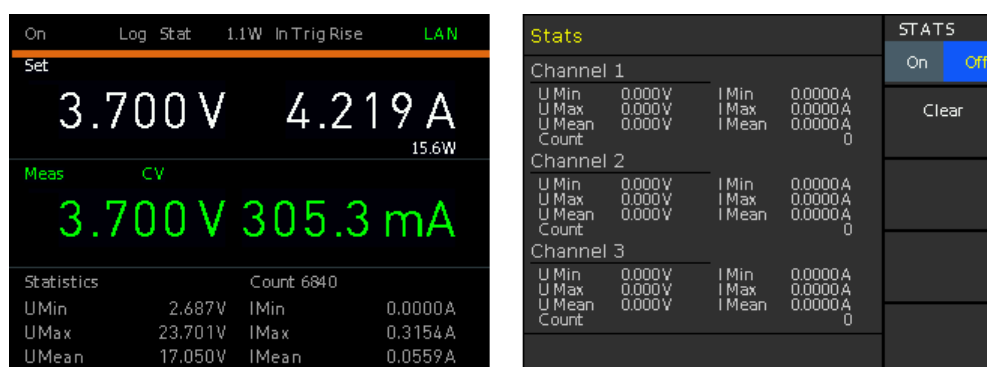 On Log Stat 1.1W In Trig Rise LAN
Set
3.700 V 4.219 A
15.6W
Meas CV
3.700 V 305.3 mA
Statistics Count 6840
UMin 2.687V IMin 0.0000A
UMax 23.701V IMax 0.3154A
UMean 17.050V IMean 0.0559A
Stats
Channel 1
U Min 0.000V I Min 0.0000A
U Max 0.000V I Max 0.0000A
U Mean 0.000V I Mean 0.0000A
Count 0
Channel 2
U Min 0.000V I Min 0.0000A
U Max 0.000V I Max 0.0000A
U Mean 0.000V I Mean 0.0000A
Count 0
Channel 3
U Min 0.000V I Min 0.0000A
U Max 0.000V I Max 0.0000A
U Mean 0.000V I Mean 0.0000A
Count 0
STATS
On Off
Clear